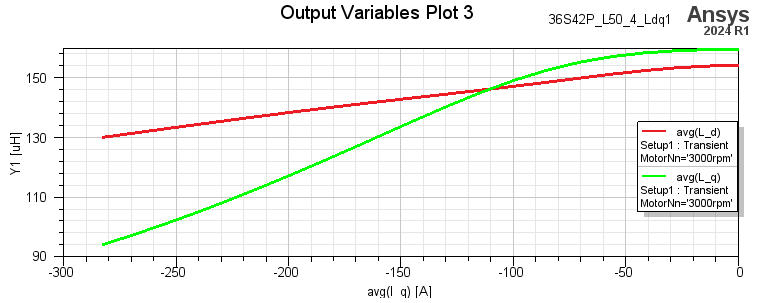 Output Variables Plot 3
36S42P_L50_4_Ldq1
Ansys
2024 R1
150
130
110
90
Y1 [uH]
avg(L_d)
Setup1 : Transient
MotorNn='3000rpm'
avg(L_q)
Setup1 : Transient
MotorNn='3000rpm'
-300 -250 -200 -150 -100 -50 0
avg(I_q) [A]